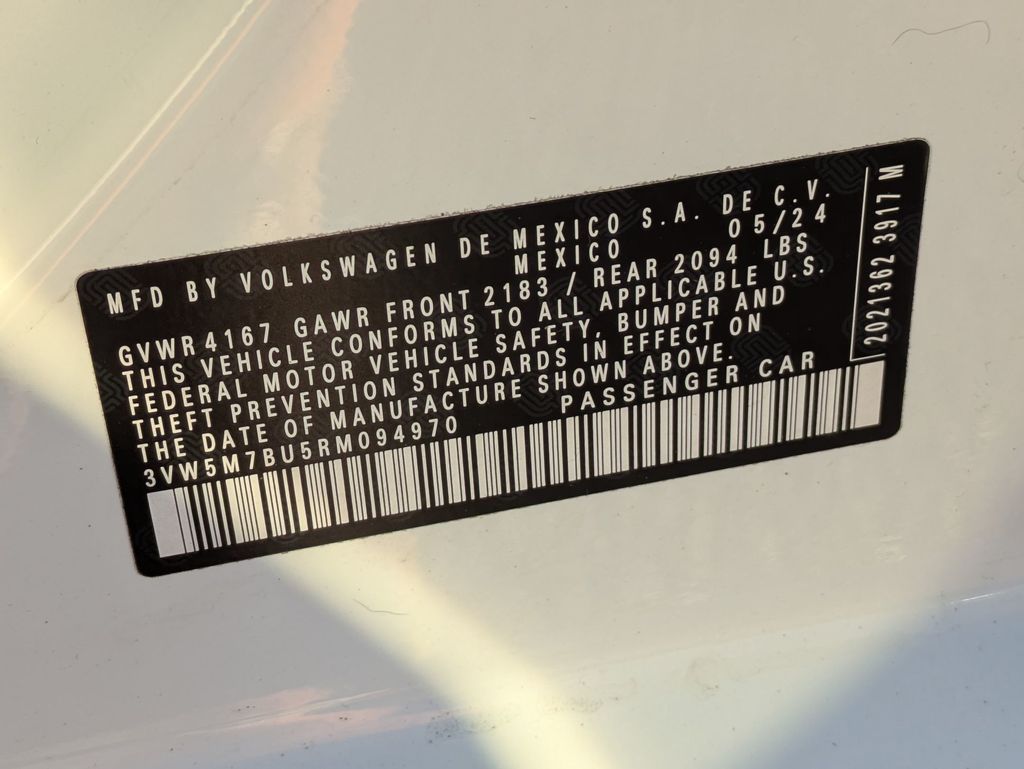 MFD BY VOLKSWAGEN DE MEXICO S.A. DE C.V.
MEXICO 05/24
GVWR 4167 GAWR FRONT 2183 / REAR 2094 LBS
THIS VEHICLE CONFORMS TO ALL APPLICABLE U.S.
FEDERAL MOTOR VEHICLE SAFETY, BUMPER AND
THEFT PREVENTION STANDARDS IN EFFECT ON
THE DATE OF MANUFACTURE SHOWN ABOVE.
3VW5M7BU5RM094970 PASSENGER CAR
2021362 3917 M